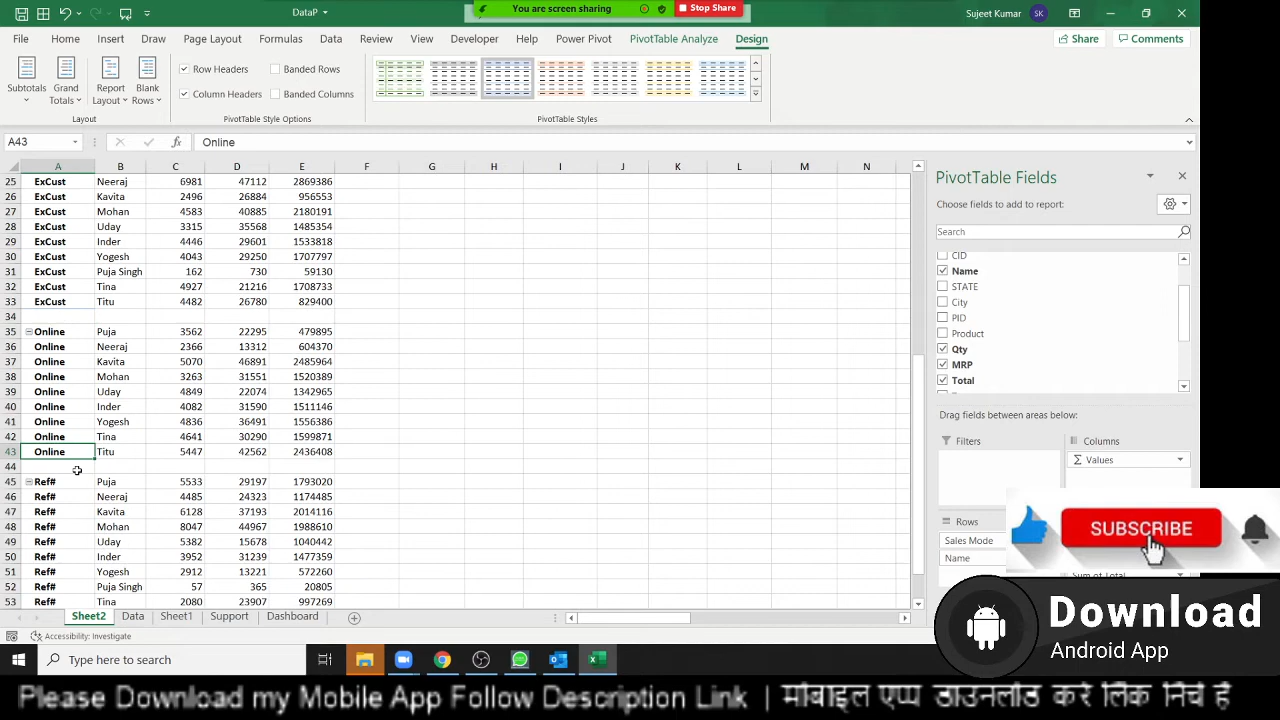 DataP
You are screen sharing
Stop Share
Sujeet Kumar
SK
File Home Insert Draw Page Layout Formulas Data Review View Developer Help Power Pivot PivotTable Analyze Design
Share Comments
Subtotals
Grand Totals
Report Layout
Blank Rows
Row Headers Banded Rows
Column Headers Banded Columns
Layout PivotTable Style Options PivotTable Styles
A43 fx Online
A B C D E F G H I J K L M N
25 ExCust Neeraj 6981 47112 2869386
26 ExCust Kavita 2496 26884 956553
27 ExCust Mohan 4583 40885 2180191
28 ExCust Uday 3315 35568 1485354
29 ExCust Inder 4446 29601 1533818
30 ExCust Yogesh 4043 29250 1707797
31 ExCust Puja Singh 162 730 59130
32 ExCust Tina 4927 21216 1708733
33 ExCust Titu 4482 26780 829400
34
35 Online Puja 3562 22295 479895
36 Online Neeraj 2366 13312 604370
37 Online Kavita 5070 46891 2485964
38 Online Mohan 3263 31551 1520389
39 Online Uday 4849 22074 1342965
40 Online Inder 4082 31590 1511146
41 Online Yogesh 4836 36491 1556386
42 Online Tina 4641 30290 1599871
43 Online Titu 5447 42562 2436408
44
45 Ref# Puja 5533 29197 1793020
46 Ref# Neeraj 4485 24323 1174485
47 Ref# Kavita 6128 37193 2014116
48 Ref# Mohan 8047 49967 1988610
49 Ref# Uday 5382 15678 1040442
50 Ref# Inder 3952 31239 1477359
51 Ref# Yogesh 2912 13221 572260
52 Ref# Puja Singh 57 365 20805
53 Ref# Tina 2080 23907 997269
PivotTable Fields
Choose fields to add to report:
Search
CID
Name
STATE
City
PID
Product
Qty
MRP
Total
Drag fields between areas below:
Filters Columns
Σ Values
Rows
Sales Mode
Name
Sum of Total
SUBSCRIBE
Download
Android App
Sheet2 Data Sheet1 Support Dashboard
Accessibility: Investigate
Type here to search
Please Download my Mobile App Follow Description Link | मोबाइल एप्प डाउनलोड करे लिंक निचे है